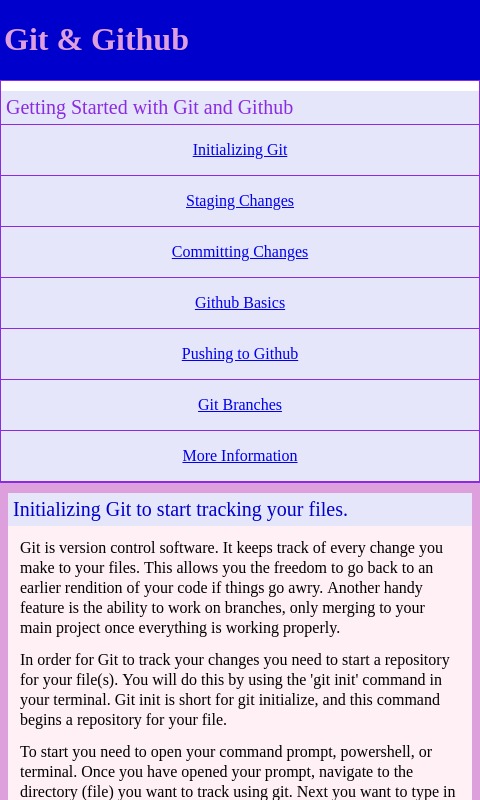 Git & Github
Getting Started with Git and Github
Initializing Git
Staging Changes
Committing Changes
Github Basics
Pushing to Github
Git Branches
More Information
Initializing Git to start tracking your files.
Git is version control software. It keeps track of every change you
make to your files. This allows you the freedom to go back to an
earlier rendition of your code if things go awry. Another handy
feature is the ability to work on branches, only merging to your
main project once everything is working properly.
In order for Git to track your changes you need to start a repository
for your file(s). You will do this by using the 'git init' command in
your terminal. Git init is short for git initialize, and this command
begins a repository for your file.
To start you need to open your command prompt, powershell, or
terminal. Once you have opened your prompt, navigate to the
directory (file) you want to track using git. Next you want to type in